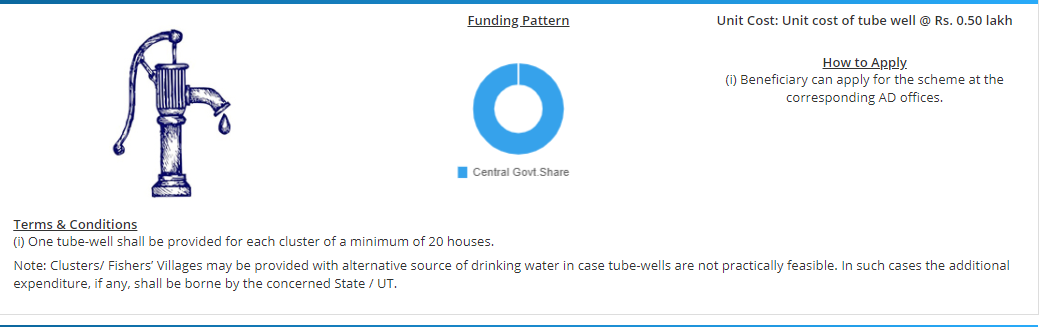 Funding Pattern
Central Govt.Share
Unit Cost: Unit cost of tube well @ Rs. 0.50 lakh
How to Apply
(i) Beneficiary can apply for the scheme at the
corresponding AD offices.
Terms & Conditions
(i) One tube-well shall be provided for each cluster of a minimum of 20 houses.
Note: Clusters/ Fishers’ Villages may be provided with alternative source of drinking water in case tube-wells are not practically feasible. In such cases the additional
expenditure, if any, shall be borne by the concerned State / UT.